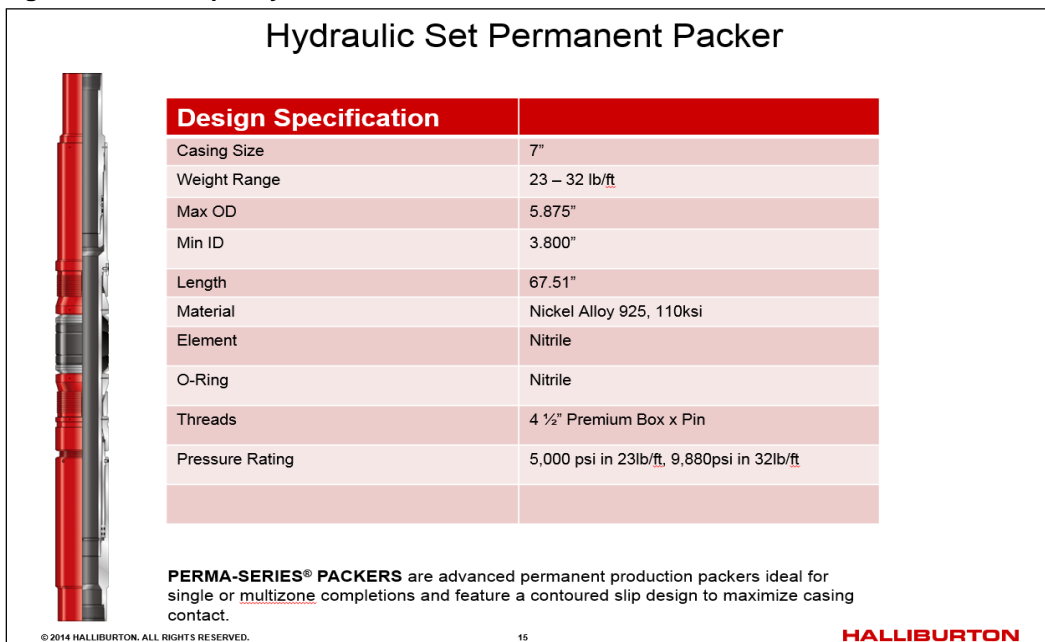 Hydraulic Set Permanent Packer
Design Specification
Casing Size 7”
Weight Range 23 – 32 lb/ft
Max OD 5.875”
Min ID 3.800”
Length 67.51”
Material Nickel Alloy 925, 110ksi
Element Nitrile
O-Ring Nitrile
Threads 4 ½” Premium Box x Pin
Pressure Rating 5,000 psi in 23lb/ft, 9,880psi in 32lb/ft
PERMA-SERIES® PACKERS are advanced permanent production packers ideal for
single or multizone completions and feature a contoured slip design to maximize casing
contact.
© 2014 HALLIBURTON. ALL RIGHTS RESERVED. 15 HALLIBURTON